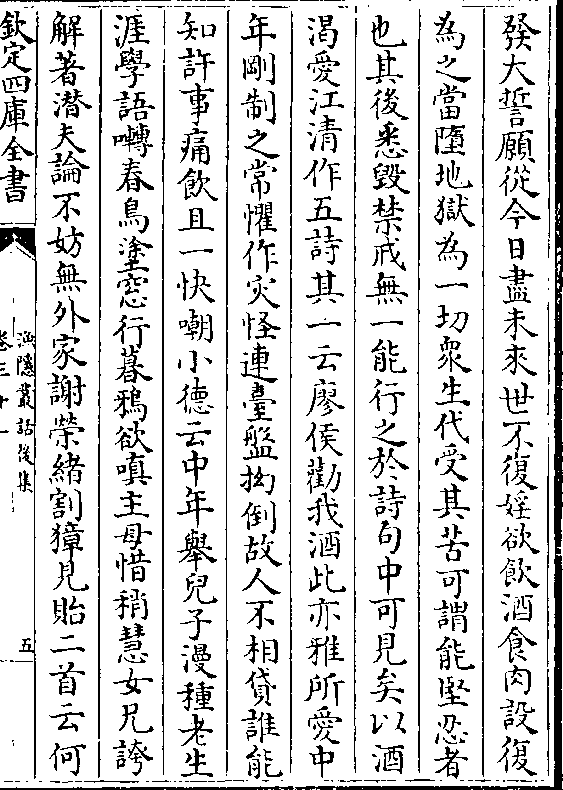 發大誓願從今日盡未來世不復婬欲飲酒食肉設復
為之當墮地獄為一切衆生代受其苦可謂能堅忍者
也其後悉毀禁戒無一能行之於詩句中可見矣以酒
渴愛江清作五詩其一云廖侯勸我酒此亦雅所愛中
年剛制之常懼作災怪連臺盤拗倒故人不相貸誰能
知許事痛飲且一快嘲小德云中年舉兒子漫種老生
涯學語囀春鳥塗窓行暮鴉欲嗔主母惜稍慧女兄誇
解著潜夫論不妨無外家謝榮緒割獐見貽二首云何
欽定四庫全書
漁隱叢話後集
卷三十一
五